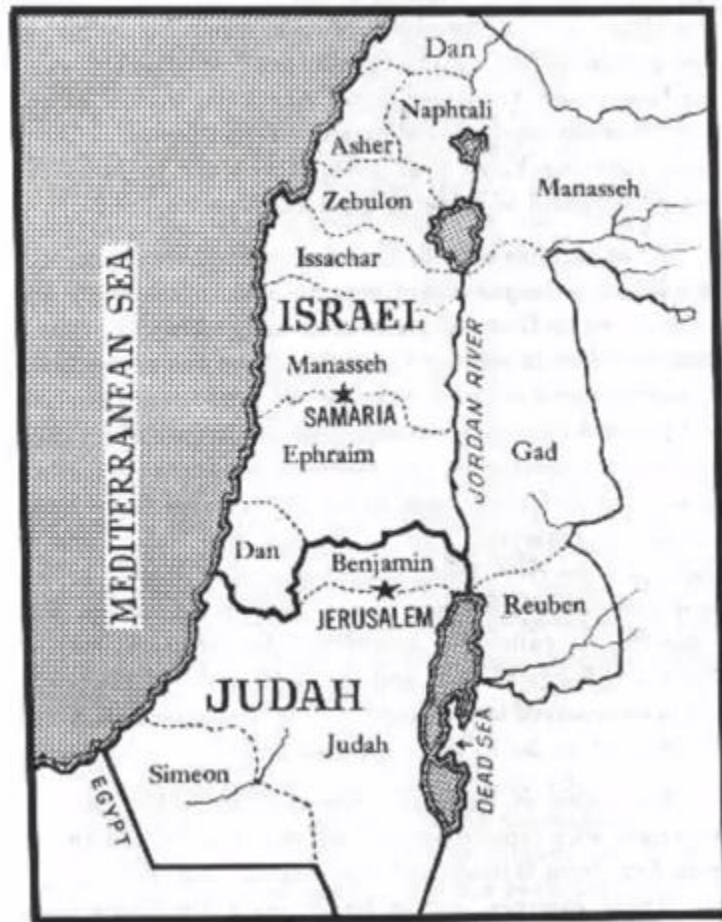 Dan
Naphtali
Asher
Manasseh
Zebulon
Issachar
ISRAEL
Manasseh
SAMARIA
Ephraim
Gad
Dan
Benjamin
JERUSALEM
Reuben
JUDAH
Judah
Simeon
MEDITERRANEAN SEA
JORDAN RIVER
DEAD SEA
EGYPT